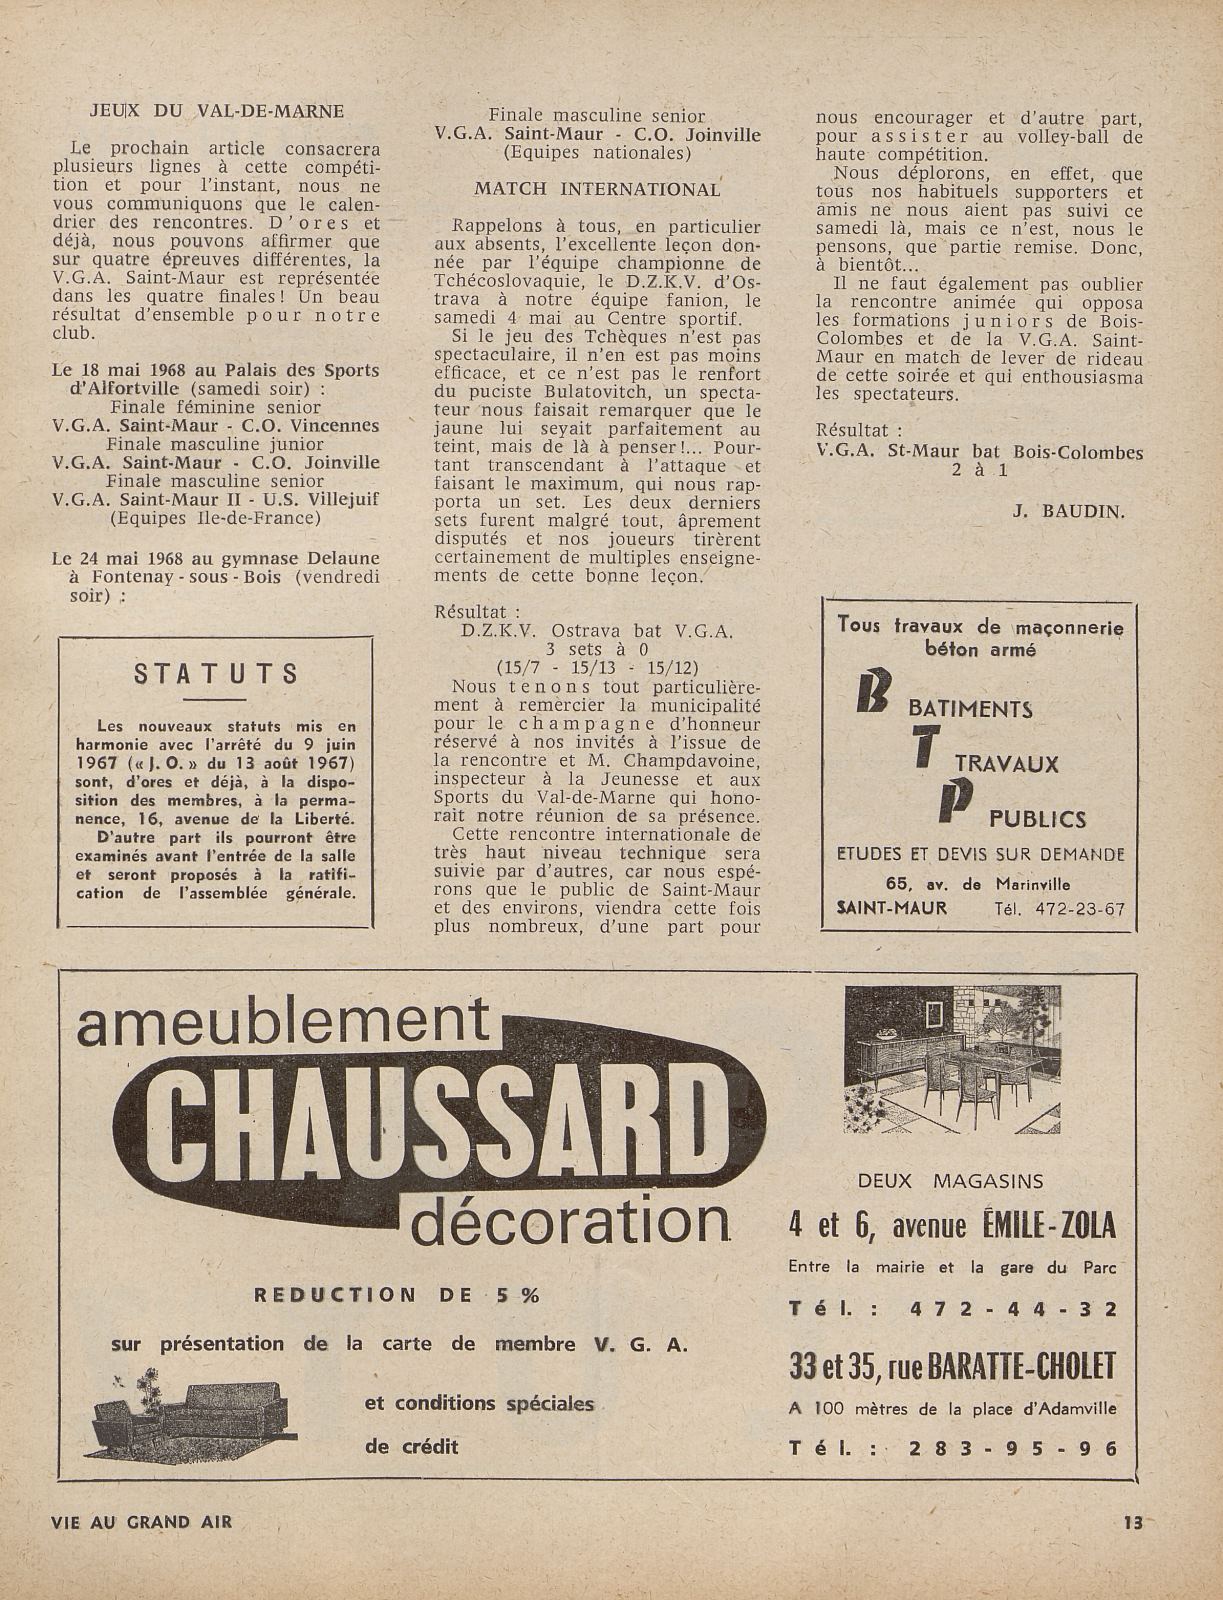 JEUX DU VAL-DE-MARNE
Le prochain article consacrera
plusieurs lignes à cette compéti-
tion et pour l'instant, nous ne
vous communiquons que le calen-
drier des rencontres. D'ores et
déjà, nous pouvons affirmer que
sur quatre épreuves différentes, la
V.G.A. Saint-Maur est représentée
dans les quatre finales! Un beau
résultat d'ensemble pour notre
club.
Le 18 mai 1968 au Palais des Sports
d'Alfortville (samedi soir) :
Finale féminine senior
V.G.A. Saint-Maur - C.O. Vincennes
Finale masculine junior
V.G.A. Saint-Maur - C.O. Joinville
Finale masculine senior
V.G.A. Saint-Maur II - U.S. Villejuif
(Equipes Ile-de-France)
Le 24 mai 1968 au gymnase Delaune
à Fontenay-sous-Bois (vendredi
soir) :
STATUTS
Les nouveaux statuts mis en
harmonie avec l'arrêté du 9 juin
1967 (« J. O. » du 13 août 1967)
sont, d'ores et déjà, à la dispo-
sition des membres, à la perma-
nence, 16, avenue de la Liberté.
D'autre part ils pourront être
examinés avant l'entrée de la salle
et seront proposés à la ratifi-
cation de l'assemblée générale.
Finale masculine senior
V.G.A. Saint-Maur - C.O. Joinville
(Equipes nationales)
MATCH INTERNATIONAL
Rappelons à tous, en particulier
aux absents, l'excellente leçon don-
née par l'équipe championne de
Tchécoslovaquie, le D.Z.K.V. d'Os-
trava à notre équipe fanion, le
samedi 4 mai au Centre sportif.
Si le jeu des Tchèques n'est pas
spectaculaire, il n'en est pas moins
efficace, et ce n'est pas le renfort
du puciste Bulatovitch, un specta-
teur nous faisait remarquer que le
jaune lui seyait parfaitement au
teint, mais de là à penser!... Pour-
tant transcendant à l'attaque et
faisant le maximum, qui nous rap-
porta un set. Les deux derniers
sets furent malgré tout, âprement
disputés et nos joueurs tirèrent
certainement de multiples enseigne-
ments de cette bonne leçon.
Résultat :
D.Z.K.V. Ostrava bat V.G.A.
3 sets à 0
(15/7 - 15/13 - 15/12)
Nous tenons tout particulière-
ment à remercier la municipalité
pour le champagne d'honneur
réservé à nos invités à l'issue de
la rencontre et M. Champdavoine,
inspecteur à la Jeunesse et aux
Sports du Val-de-Marne qui hono-
rait notre réunion de sa présence.
Cette rencontre internationale de
très haut niveau technique sera
suivie par d'autres, car nous espé-
rons que le public de Saint-Maur
et des environs, viendra cette fois
plus nombreux, d'une part pour
nous encourager et d'autre part,
pour assister au volley-ball de
haute compétition.
Nous déplorons, en effet, que
tous nos habituels supporters et
amis ne nous aient pas suivi ce
samedi là, mais ce n'est, nous le
pensons, que partie remise. Donc,
à bientôt...
Il ne faut également pas oublier
la rencontre animée qui opposa
les formations juniors de Bois-
Colombes et de la V.G.A. Saint-
Maur en match de lever de rideau
de cette soirée et qui enthousiasma
les spectateurs.
Résultat :
V.G.A. St-Maur bat Bois-Colombes
2 à 1
J. BAUDIN.
Tous travaux de maçonnerie
béton armé
B BATIMENTS
T TRAVAUX
P PUBLICS
ETUDES ET DEVIS SUR DEMANDE
65, av. de Marinville
SAINT-MAUR Tél. 472-23-67
ameublement
CHAUSSARD
décoration
REDUCTION DE 5 %
sur présentation de la carte de membre V. G. A.
et conditions spéciales
de crédit
DEUX MAGASINS
4 et 6, avenue ÉMILE-ZOLA
Entre la mairie et la gare du Parc
Tél. : 472-44-32
33 et 35, rue BARATTE-CHOLET
A 100 mètres de la place d'Adamville
Tél. : 283-95-96
VIE AU GRAND AIR
13